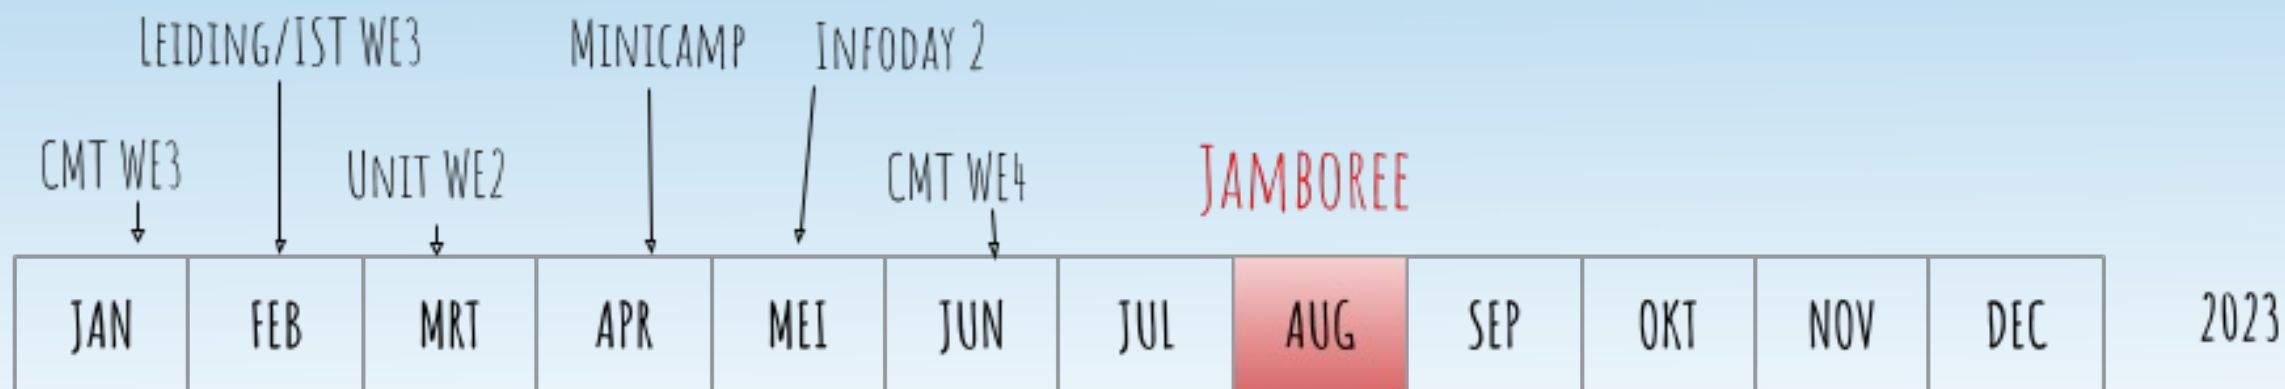 LEIDING/IST WE3
MINICAMP
INFODAY 2
CMT WE3
UNIT WE2
CMT WE4
JAMBOREE
JAN FEB MRT APR MEI JUN JUL AUG SEP OKT NOV DEC 2023